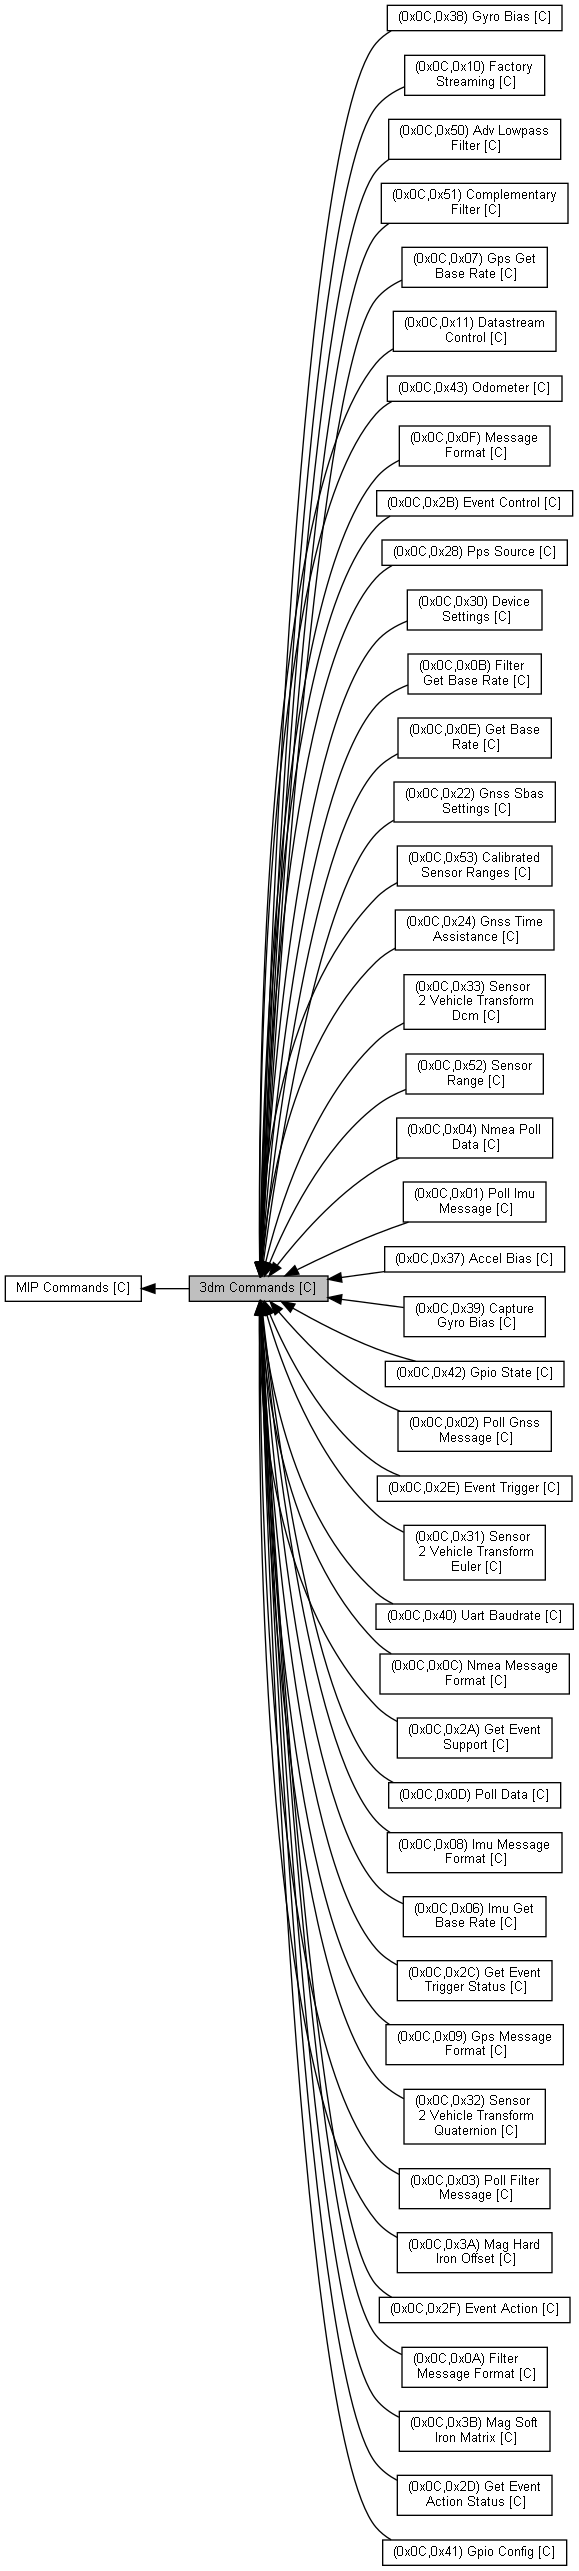 (0x0C,0x38) Gyro Bias [C]
(0x0C,0x10) Factory
Streaming [C]
(0x0C,0x50) Adv Lowpass
Filter [C]
(0x0C,0x51) Complementary
Filter [C]
(0x0C,0x07) Gps Get
Base Rate [C]
(0x0C,0x11) Datastream
Control [C]
(0x0C,0x43) Odometer [C]
(0x0C,0x0F) Message
Format [C]
(0x0C,0x2B) Event Control [C]
(0x0C,0x28) Pps Source [C]
(0x0C,0x30) Device
Settings [C]
(0x0C,0x0B) Filter
Get Base Rate [C]
(0x0C,0x0E) Get Base
Rate [C]
(0x0C,0x22) Gnss Sbas
Settings [C]
(0x0C,0x53) Calibrated
Sensor Ranges [C]
(0x0C,0x24) Gnss Time
Assistance [C]
(0x0C,0x33) Sensor
2 Vehicle Transform
Dcm [C]
(0x0C,0x52) Sensor
Range [C]
(0x0C,0x04) Nmea Poll
Data [C]
(0x0C,0x01) Poll Imu
Message [C]
(0x0C,0x37) Accel Bias [C]
MIP Commands [C]
3dm Commands [C]
(0x0C,0x39) Capture
Gyro Bias [C]
(0x0C,0x42) Gpio State [C]
(0x0C,0x02) Poll Gnss
Message [C]
(0x0C,0x2E) Event Trigger [C]
(0x0C,0x31) Sensor
2 Vehicle Transform
Euler [C]
(0x0C,0x40) Uart Baudrate [C]
(0x0C,0x0C) Nmea Message
Format [C]
(0x0C,0x2A) Get Event
Support [C]
(0x0C,0x0D) Poll Data [C]
(0x0C,0x08) Imu Message
Format [C]
(0x0C,0x06) Imu Get
Base Rate [C]
(0x0C,0x2C) Get Event
Trigger Status [C]
(0x0C,0x09) Gps Message
Format [C]
(0x0C,0x32) Sensor
2 Vehicle Transform
Quaternion [C]
(0x0C,0x03) Poll Filter
Message [C]
(0x0C,0x3A) Mag Hard
Iron Offset [C]
(0x0C,0x2F) Event Action [C]
(0x0C,0x0A) Filter
Message Format [C]
(0x0C,0x3B) Mag Soft
Iron Matrix [C]
(0x0C,0x2D) Get Event
Action Status [C]
(0x0C,0x41) Gpio Config [C]